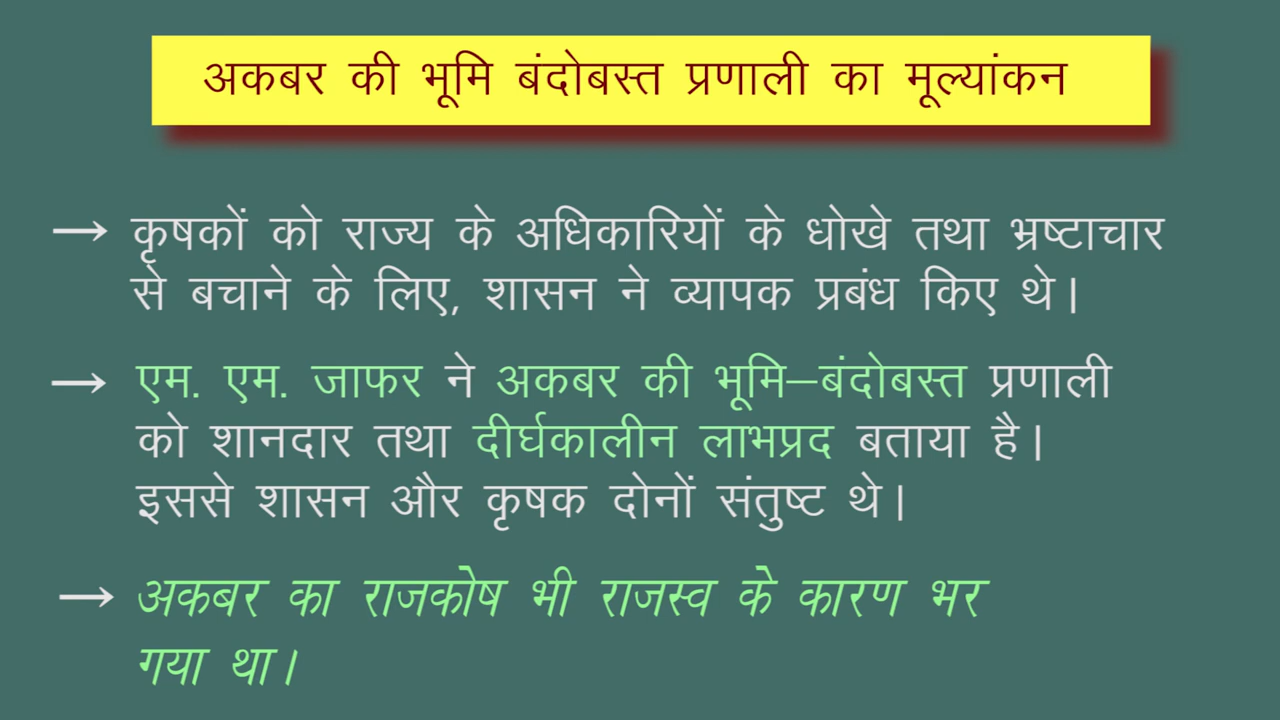 अकबर की भूमि बंदोबस्त प्रणाली का मूल्यांकन
→ कृषकों को राज्य के अधिकारियों के धोखे तथा भ्रष्टाचार
से बचाने के लिए, शासन ने व्यापक प्रबंध किए थे।
→ एम. एम. जाफर ने अकबर की भूमि–बंदोबस्त प्रणाली
को शानदार तथा दीर्घकालीन लाभप्रद बताया है।
इससे शासन और कृषक दोनों संतुष्ट थे।
→ अकबर का राजकोष भी राजस्व के कारण भर
गया था।